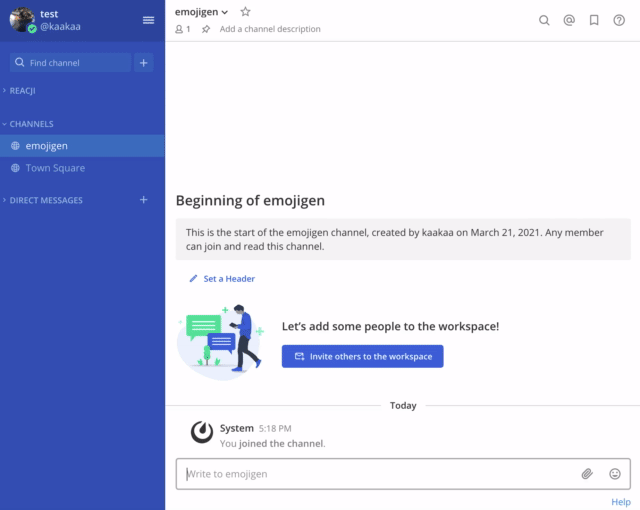 test
@kaakaa
Find channel
+
REACJI
CHANNELS
emojigen
Town Square
DIRECT MESSAGES
+
emojigen
1
Add a channel description
Beginning of emojigen
This is the start of the emojigen channel, created by kaakaa on March 21, 2021. Any member
can join and read this channel.
Set a Header
Let's add some people to the workspace!
Invite others to the workspace
Today
System 5:18 PM
You joined the channel.
Write to emojigen
Help